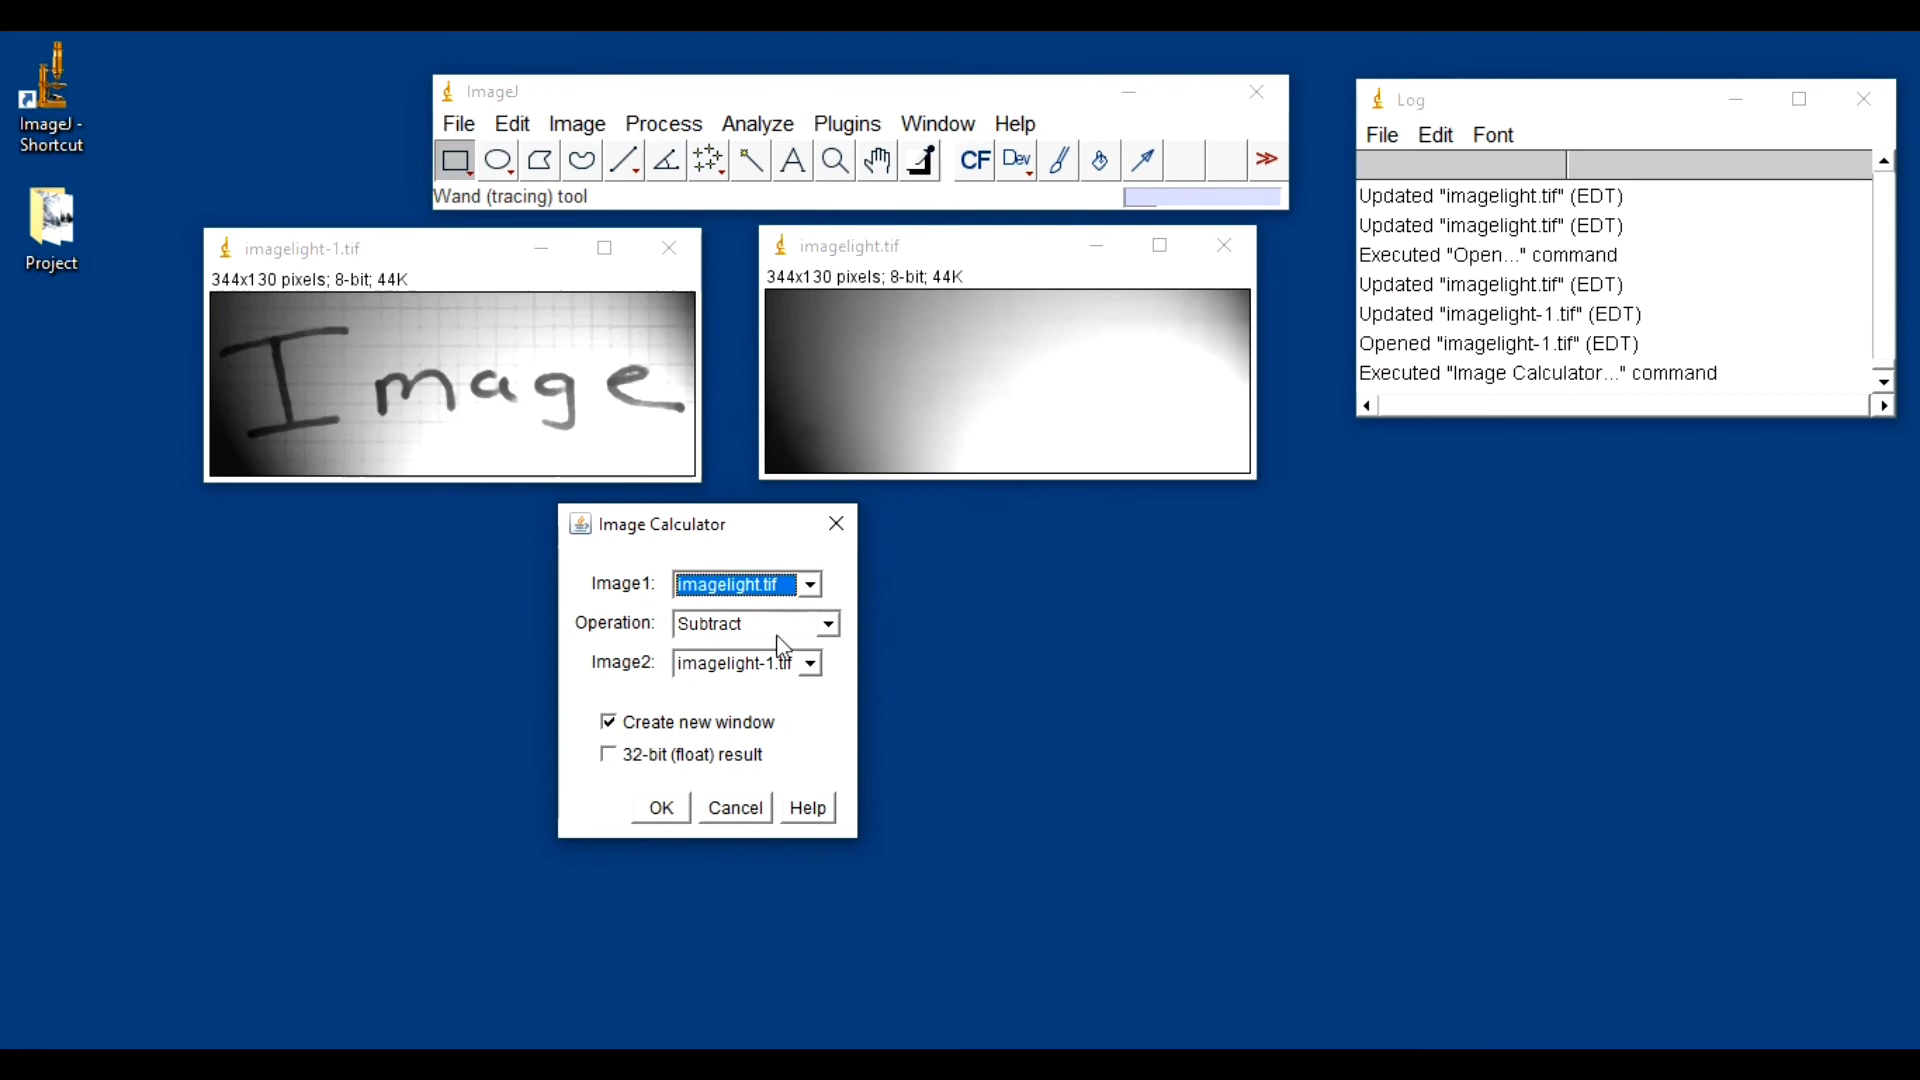 ImageJ -
Shortcut
Project
ImageJ
File Edit Image Process Analyze Plugins Window Help
CF Dev
Wand (tracing) tool
Log
File Edit Font
Updated "imagelight.tif" (EDT)
Updated "imagelight.tif" (EDT)
Executed "Open..." command
Updated "imagelight.tif" (EDT)
Updated "imagelight-1.tif" (EDT)
Opened "imagelight-1.tif" (EDT)
Executed "Image Calculator..." command
imagelight-1.tif
344x130 pixels; 8-bit; 44K
Image
imagelight.tif
344x130 pixels; 8-bit; 44K
Image Calculator
Image1: imagelight.tif
Operation: Subtract
Image2: imagelight-1.tif
Create new window
32-bit (float) result
OK Cancel Help